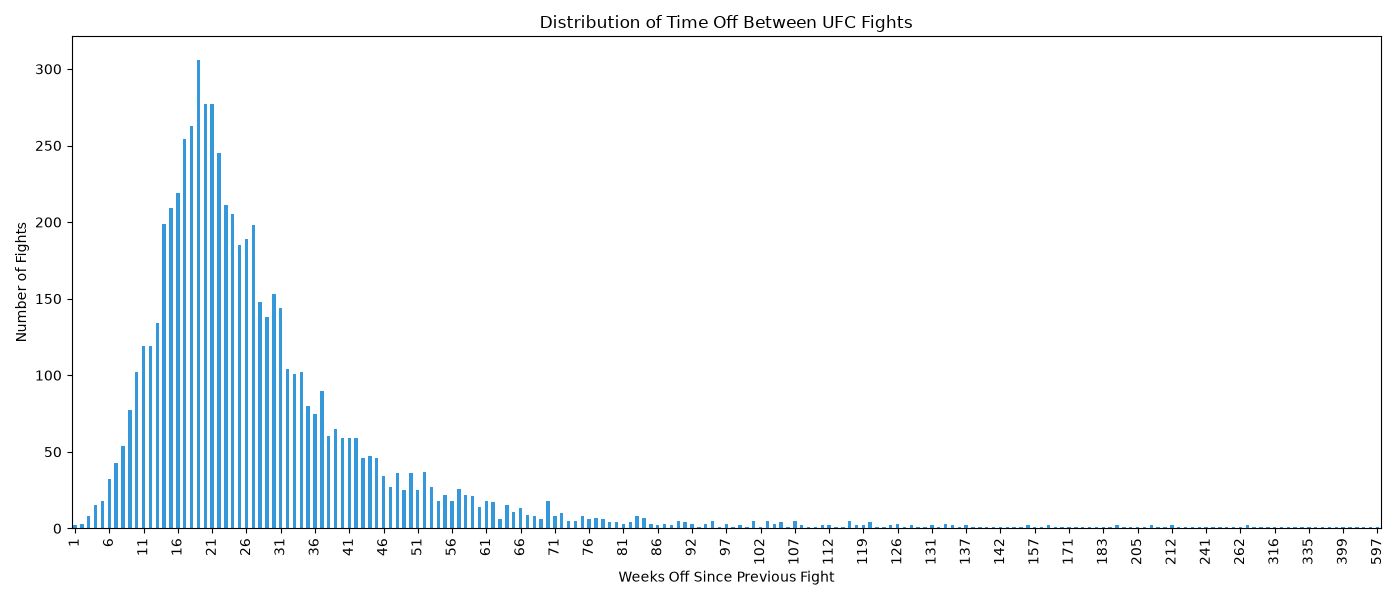 Distribution of Time Off Between UFC Fights
Number of Fights
300
250
200
150
100
50
0
1 6 11 16 21 26 31 36 41 46 51 56 61 66 71 76 81 86 92 97 102 107 112 119 126 131 137 142 157 171 183 205 212 241 262 316 335 399 597
Weeks Off Since Previous Fight